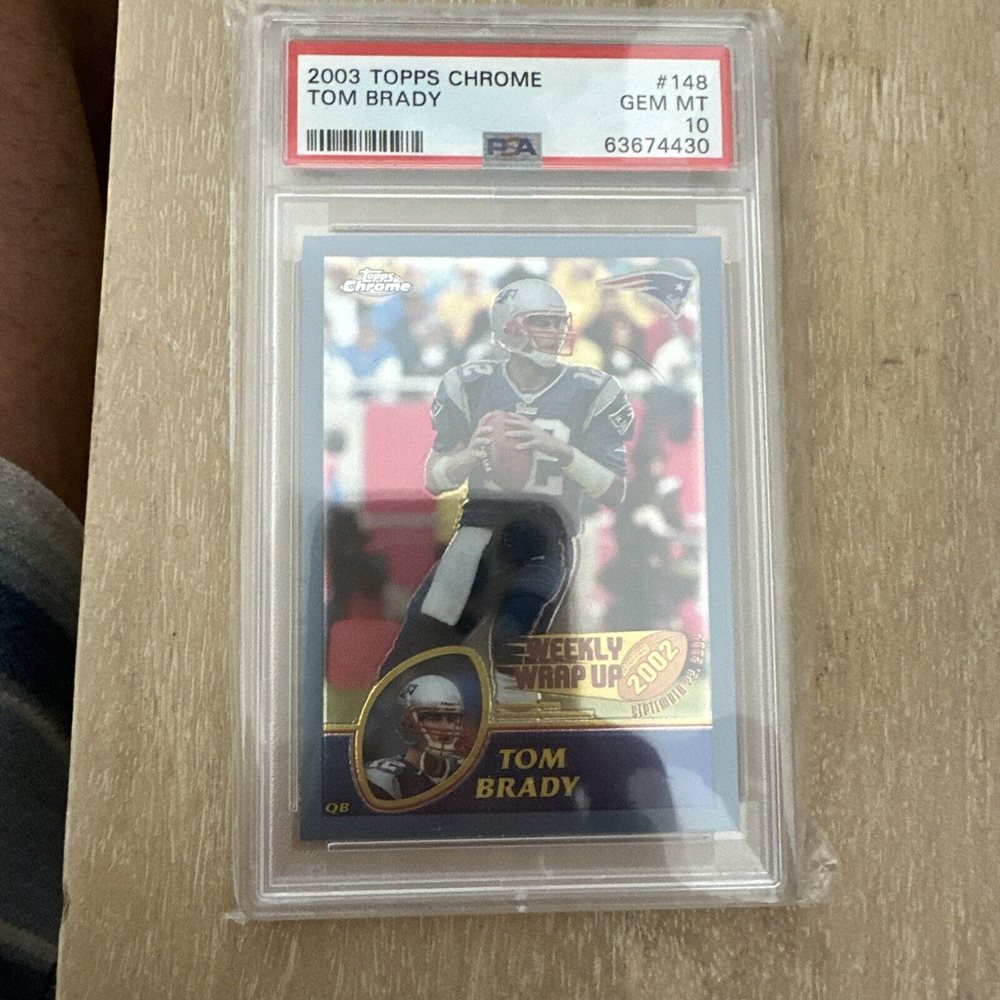 2003 TOPPS CHROME #148
TOM BRADY GEM MT
10
PSA 63674430
Topps
Chrome
12
WEEKLY
WRAP UP
2002
TOM
BRADY
QB